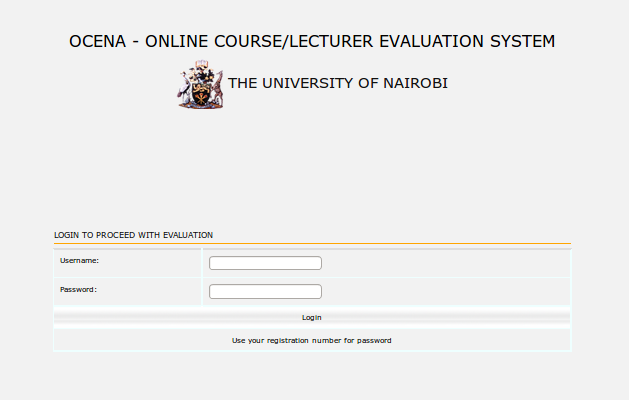 OCENA - ONLINE COURSE/LECTURER EVALUATION SYSTEM
THE UNIVERSITY OF NAIROBI
LOGIN TO PROCEED WITH EVALUATION
Username:
Password:
Login
Use your registration number for password